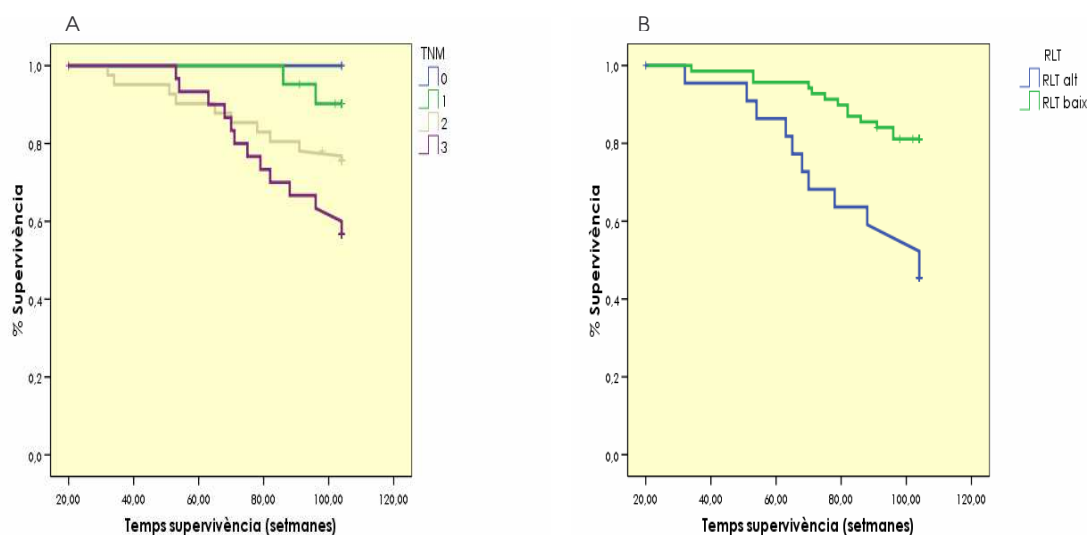 A
TNM
0
1
2
3
% Supervivència
1,0
0,8
0,6
0,4
0,2
0,0
20,00 40,00 60,00 80,00 100,00 120,00
Temps supervivència (setmanes)
B
RLT
RLT alt
RLT baix
% Supervivència
1,0
0,8
0,6
0,4
0,2
0,0
20,00 40,00 60,00 80,00 100,00 120,00
Temps supervivència (setmanes)